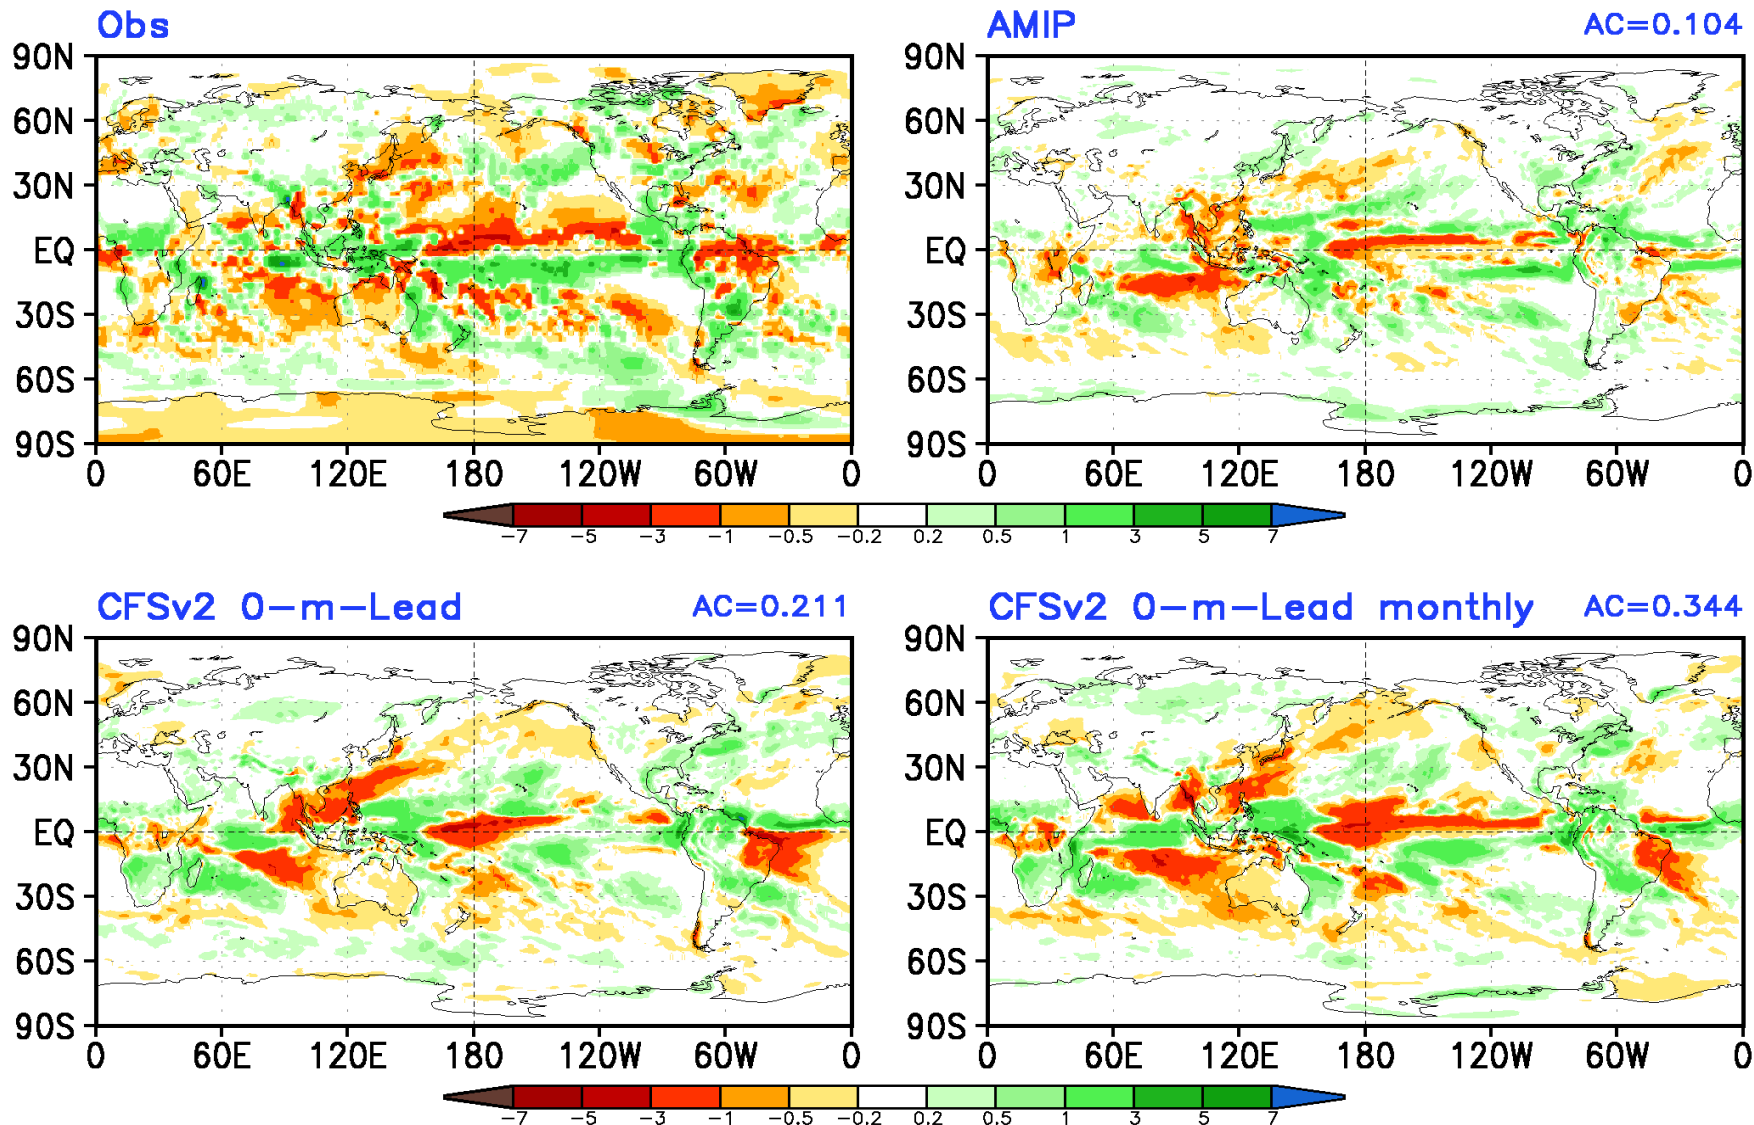 Obs
AMIP AC=0.104
90N 90N
60N 60N
30N 30N
EQ EQ
30S 30S
60S 60S
90S 90S
0 60E 120E 180 120W 60W 0 0 60E 120E 180 120W 60W 0
-7 -5 -3 -1 -0.5 -0.2 0.2 0.5 1 3 5 7
CFSv2 0-m-Lead AC=0.211
CFSv2 0-m-Lead monthly AC=0.344
90N 90N
60N 60N
30N 30N
EQ EQ
30S 30S
60S 60S
90S 90S
0 60E 120E 180 120W 60W 0 0 60E 120E 180 120W 60W 0
-7 -5 -3 -1 -0.5 -0.2 0.2 0.5 1 3 5 7